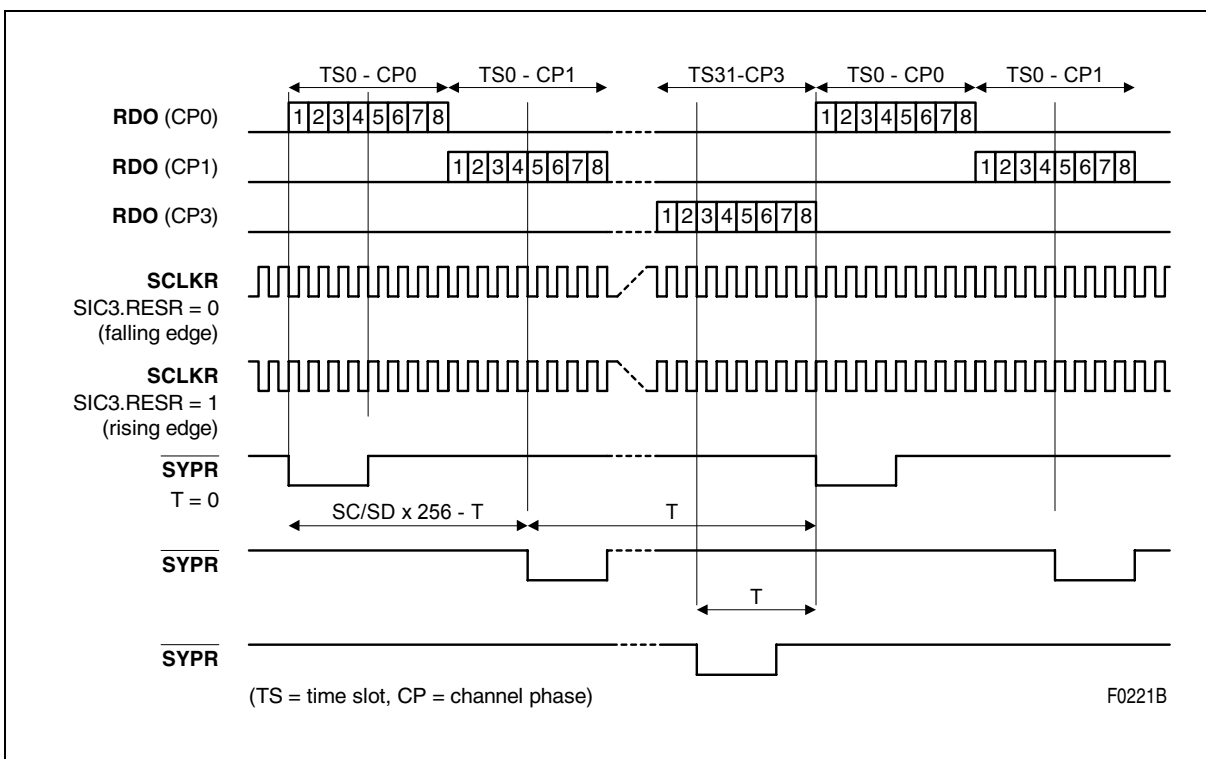 TS0 - CP0 TS0 - CP1 TS31-CP3 TS0 - CP0 TS0 - CP1
RDO (CP0) 1 2 3 4 5 6 7 8 1 2 3 4 5 6 7 8
RDO (CP1) 1 2 3 4 5 6 7 8 1 2 3 4 5 6 7 8
RDO (CP3) 1 2 3 4 5 6 7 8
SCLKR
SIC3.RESR = 0
(falling edge)
SCLKR
SIC3.RESR = 1
(rising edge)
SYPR
T = 0
SC/SD x 256 - T T
SYPR
T
SYPR
(TS = time slot, CP = channel phase) F0221B